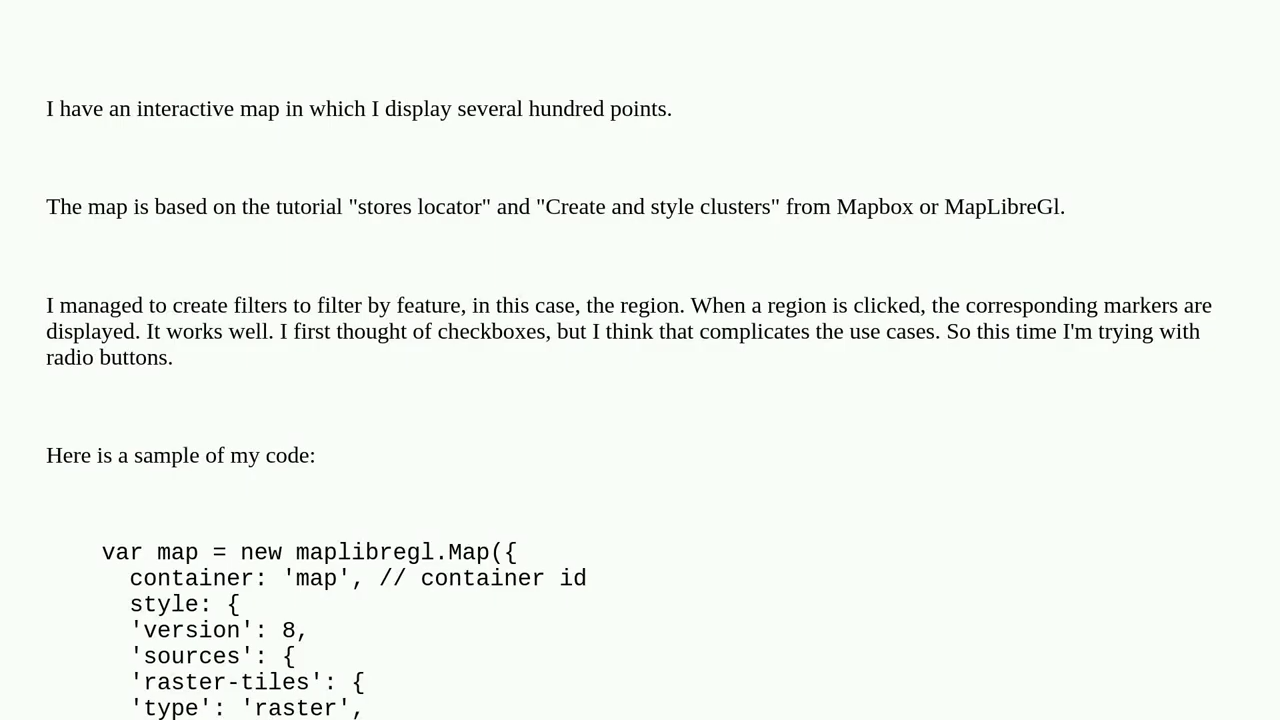 I have an interactive map in which I display several hundred points.
The map is based on the tutorial "stores locator" and "Create and style clusters" from Mapbox or MapLibreGl.
I managed to create filters to filter by feature, in this case, the region. When a region is clicked, the corresponding markers are
displayed. It works well. I first thought of checkboxes, but I think that complicates the use cases. So this time I'm trying with
radio buttons.
Here is a sample of my code:
var map = new maplibregl.Map({
container: 'map', // container id
style: {
'version': 8,
'sources': {
'raster-tiles': {
'type': 'raster',